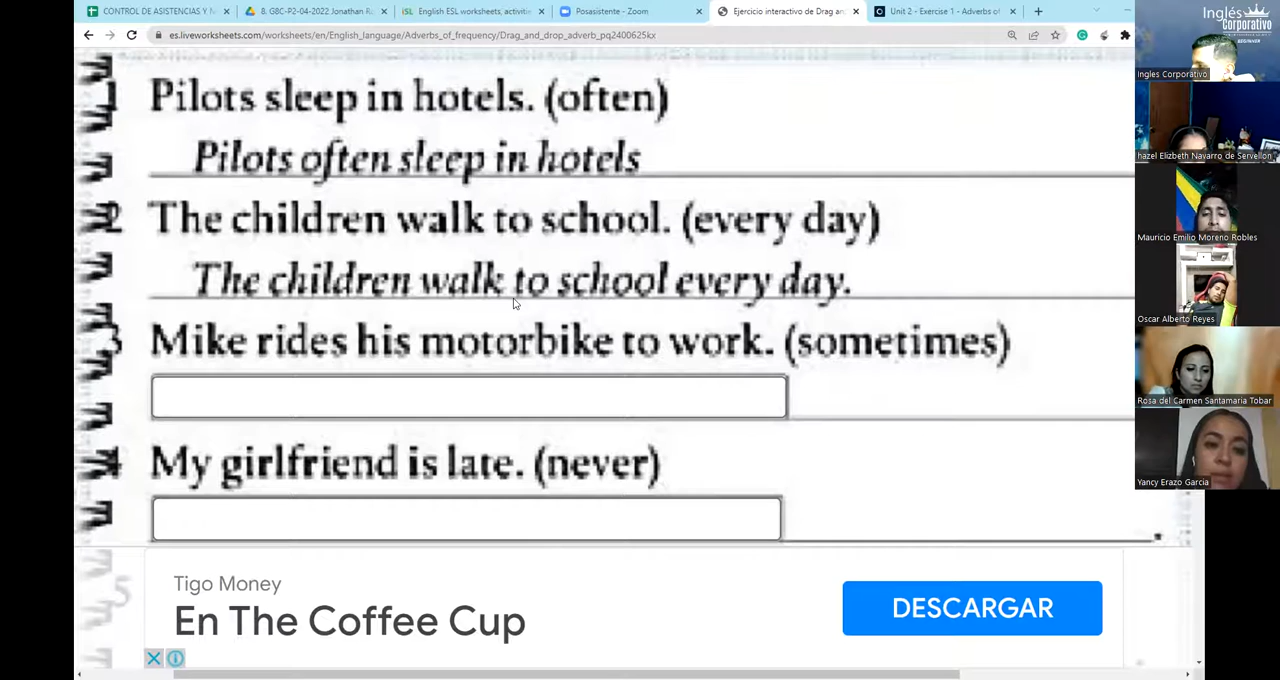 CONTROL DE ASISTENCIAS Y N
8. GBC-P2-04-2022 Jonathan Ra
English ESL worksheets, activitie
Posasistente - Zoom
Ejercicio interactivo de Drag an
Unit 2 - Exercise 1 - Adverbs of
es.liveworksheets.com/worksheets/en/English_language/Adverbs_of_frequency/Drag_and_drop_adverb_pq2400625kx
1 Pilots sleep in hotels. (often)
Pilots often sleep in hotels
2 The children walk to school. (every day)
The children walk to school every day.
3 Mike rides his motorbike to work. (sometimes)
4 My girlfriend is late. (never)
5
Tigo Money
En The Coffee Cup
DESCARGAR
Inglés
Corporativo
BEGINNER
Ingles Corporativo
hazel Elizbeth Navarro de Servellon
Mauricio Emilio Moreno Robles
Oscar Alberto Reyes
Rosa del Carmen Santamaria Tobar
Yancy Erazo Garcia